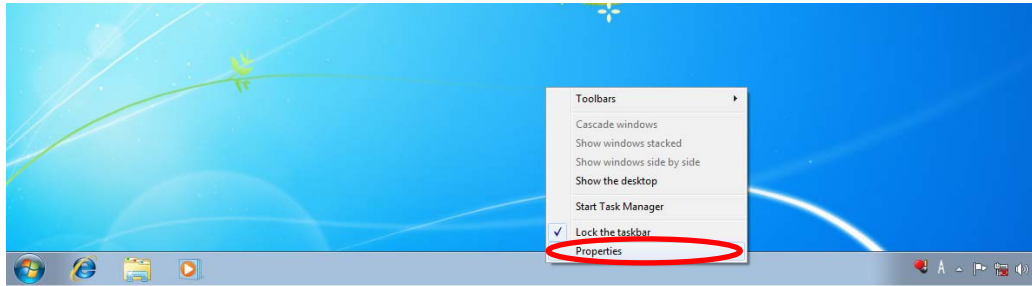 Toolbars
Cascade windows
Show windows stacked
Show windows side by side
Show the desktop
Start Task Manager
Lock the taskbar
Properties
A